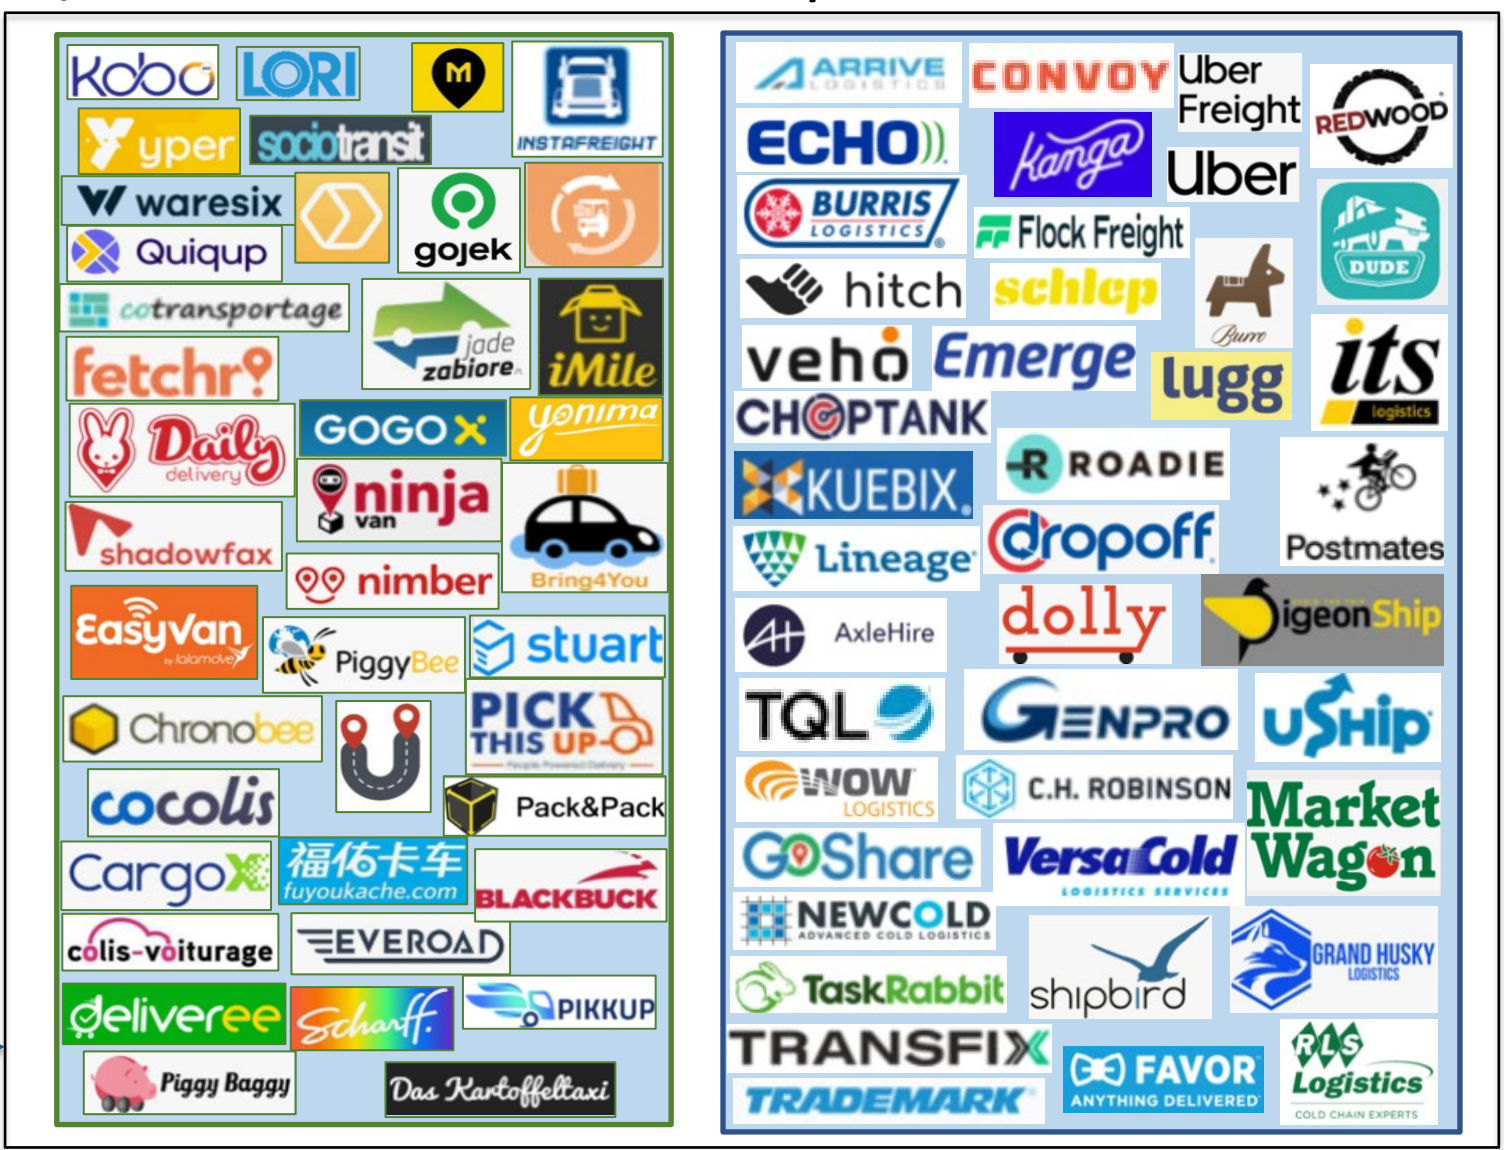 Kobo
LORI
M
INSTAFREIGHT
yper
sociotransit
waresix
gojek
Quiqup
cotransportage
jade
zabiore
iMile
fetchr
Daily
delivery
GOGOX
yonima
ninja
van
shadowfax
Bring4You
nimber
EasyVan
by lalamove
PiggyBee
stuart
Chronobee
PICK
THIS UP
People Powered Delivery
cocolis
Pack&Pack
CargoX
福佑卡车
fuyoukache.com
BLACKBUCK
colis-voiturage
EVEROAD
deliveree
Scharff.
PIKKUP
Piggy Baggy
Das Kartoffeltaxi
ARRIVE
LOGISTICS
CONVOY
Uber
Freight
REDWOOD
ECHO
Kanga
Uber
BURRIS
LOGISTICS
Flock Freight
DUDE
hitch
schlep
Burro
veho
Emerge
lugg
its
logistics
CHOPTANK
ROADIE
KUEBIX
Postmates
Lineage
dropoff
AxleHire
dolly
PigeonShip
TQL
GENPRO
uShip
WOW
LOGISTICS
C.H. ROBINSON
Market
Wagon
GoShare
VersaCold
LOGISTICS SERVICES
NEWCOLD
ADVANCED COLD LOGISTICS
shipbird
GRAND HUSKY
LOGISTICS
TaskRabbit
TRANSFIX
FAVOR
ANYTHING DELIVERED
RLS
Logistics
COLD CHAIN EXPERTS
TRADEMARK